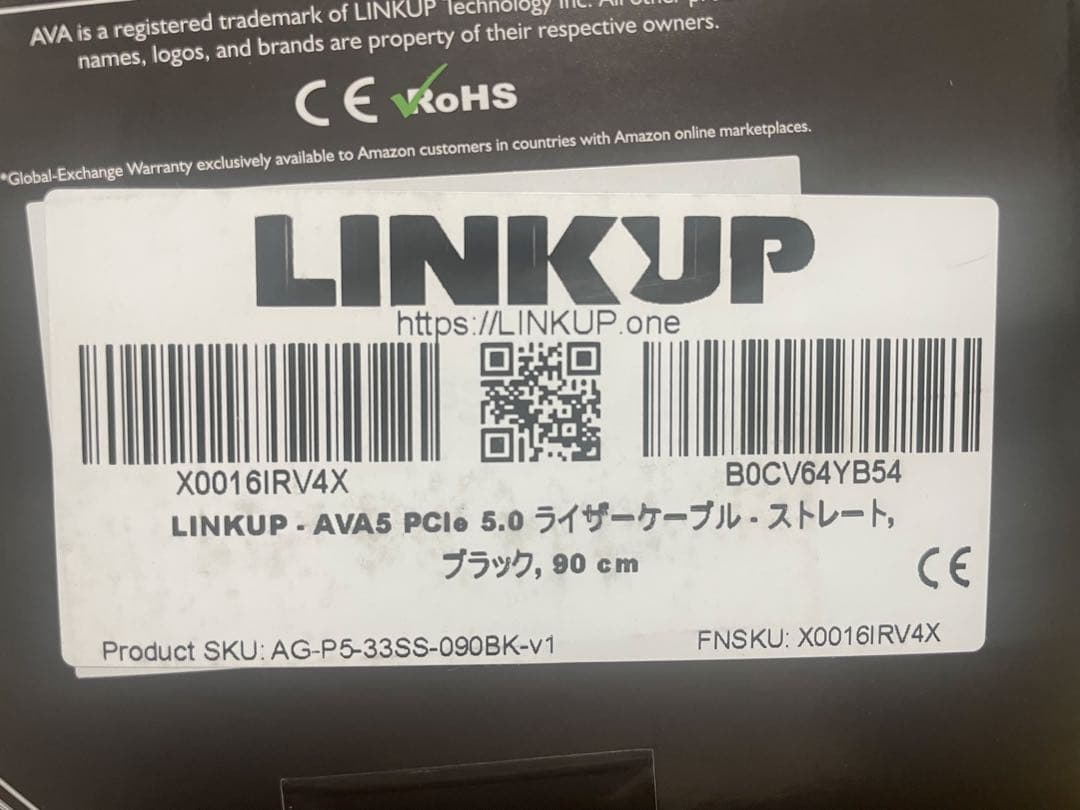 AVA is a registered trademark of LINKUP Technology Inc. All other
names, logos, and brands are property of their respective owners.
CE RoHS
*Global-Exchange Warranty exclusively available to Amazon customers in countries with Amazon online marketplaces.
LINKUP
https://LINKUP.one
X0016IRV4X B0CV64YB54
LINKUP - AVA5 PCIe 5.0 ライザーケーブル - ストレート,
ブラック, 90 cm
CE
Product SKU: AG-P5-33SS-090BK-v1 FNSKU: X0016IRV4X